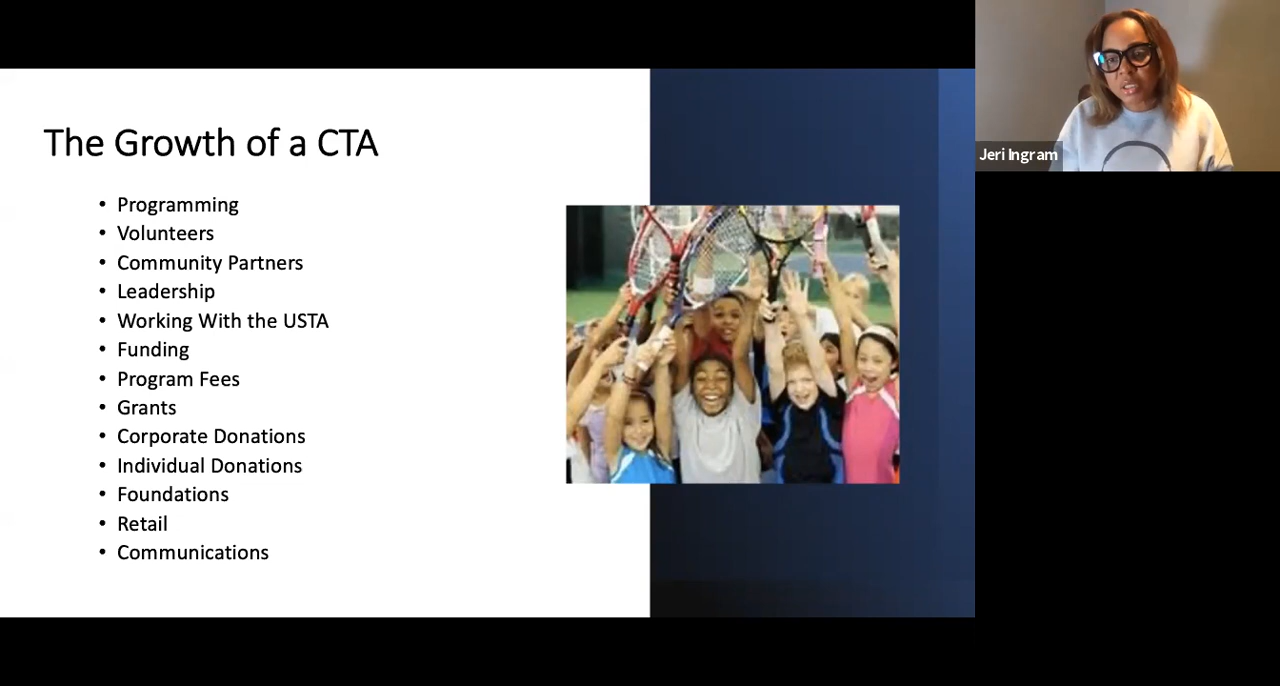 The Growth of a CTA
• Programming
• Volunteers
• Community Partners
• Leadership
• Working With the USTA
• Funding
• Program Fees
• Grants
• Corporate Donations
• Individual Donations
• Foundations
• Retail
• Communications
Jeri Ingram